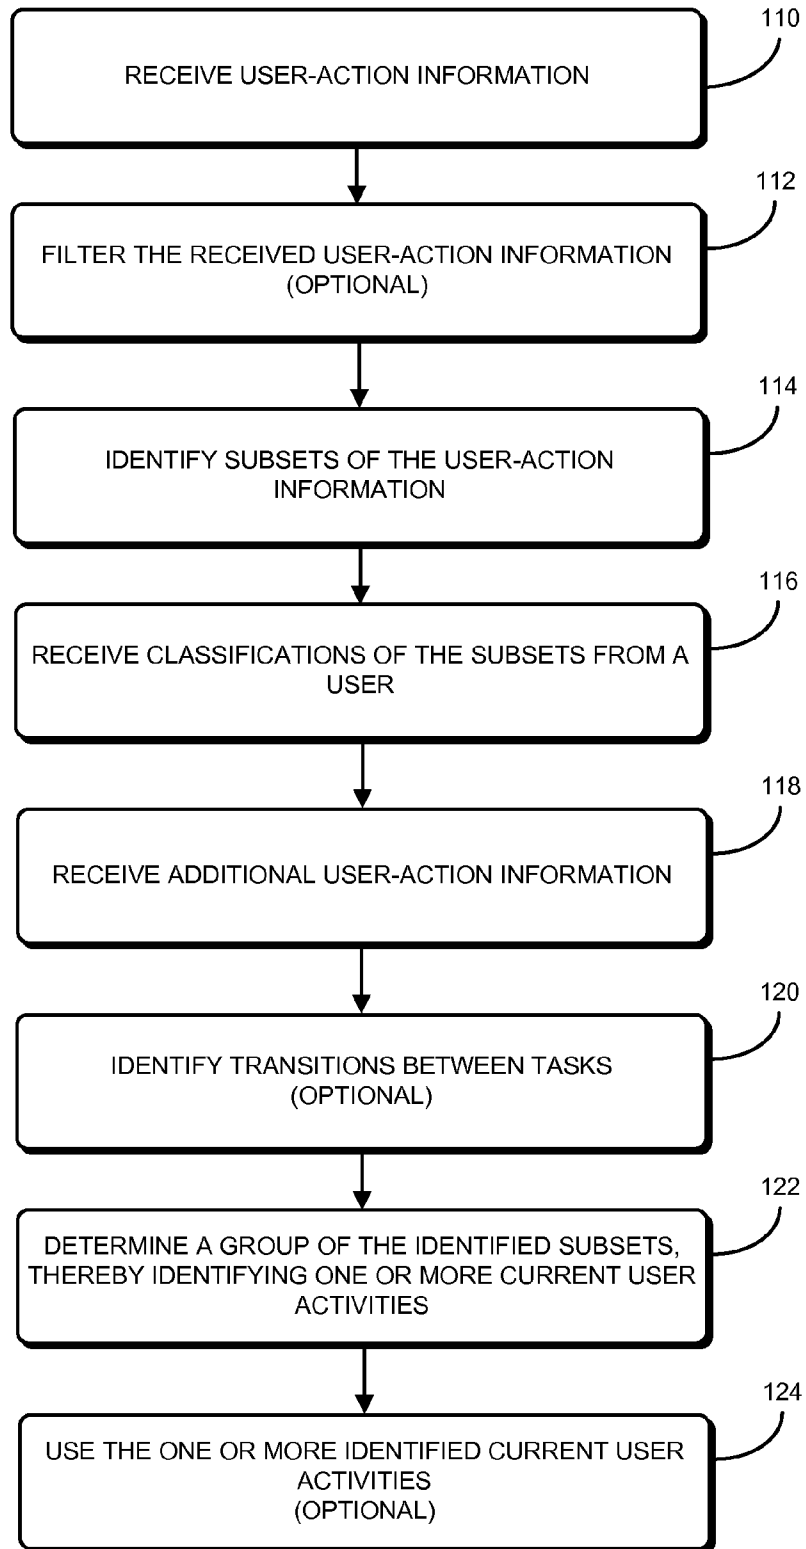 110
RECEIVE USER-ACTION INFORMATION
112
FILTER THE RECEIVED USER-ACTION INFORMATION
(OPTIONAL)
114
IDENTIFY SUBSETS OF THE USER-ACTION
INFORMATION
116
RECEIVE CLASSIFICATIONS OF THE SUBSETS FROM A
USER
118
RECEIVE ADDITIONAL USER-ACTION INFORMATION
120
IDENTIFY TRANSITIONS BETWEEN TASKS
(OPTIONAL)
122
DETERMINE A GROUP OF THE IDENTIFIED SUBSETS,
THEREBY IDENTIFYING ONE OR MORE CURRENT USER
ACTIVITIES
124
USE THE ONE OR MORE IDENTIFIED CURRENT USER
ACTIVITIES
(OPTIONAL)